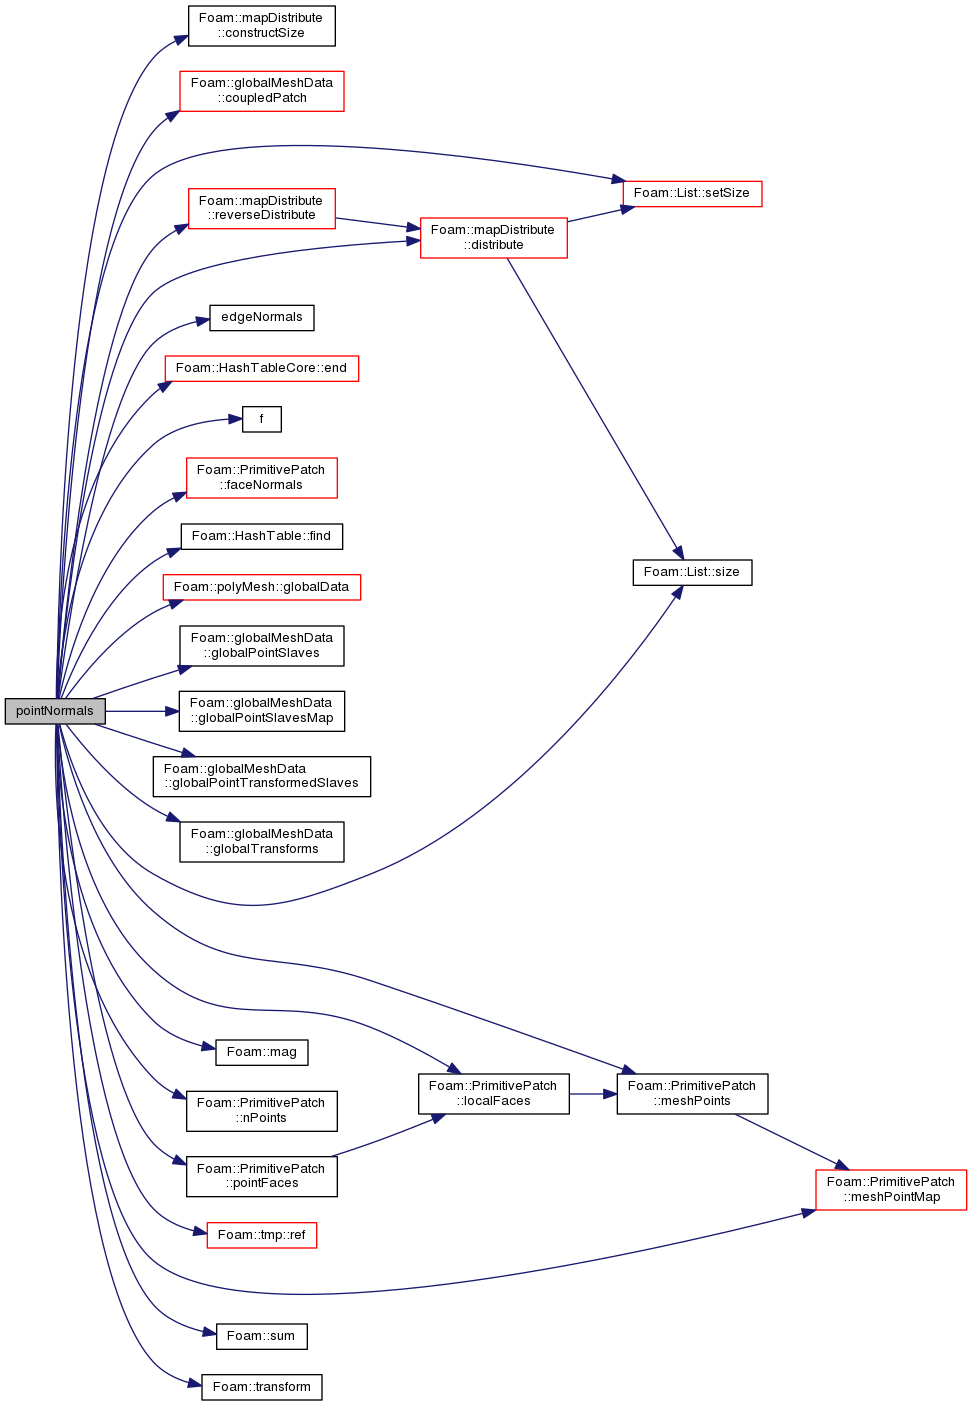 Foam::mapDistribute
::constructSize
Foam::globalMeshData
::coupledPatch
Foam::List::setSize
Foam::mapDistribute
::reverseDistribute
Foam::mapDistribute
::distribute
edgeNormals
Foam::HashTableCore::end
f
Foam::PrimitivePatch
::faceNormals
Foam::HashTable::find
Foam::List::size
Foam::polyMesh::globalData
Foam::globalMeshData
::globalPointSlaves
pointNormals
Foam::globalMeshData
::globalPointSlavesMap
Foam::globalMeshData
::globalPointTransformedSlaves
Foam::globalMeshData
::globalTransforms
Foam::mag
Foam::PrimitivePatch
::localFaces
Foam::PrimitivePatch
::meshPoints
Foam::PrimitivePatch
::nPoints
Foam::PrimitivePatch
::pointFaces
Foam::PrimitivePatch
::meshPointMap
Foam::tmp::ref
Foam::sum
Foam::transform